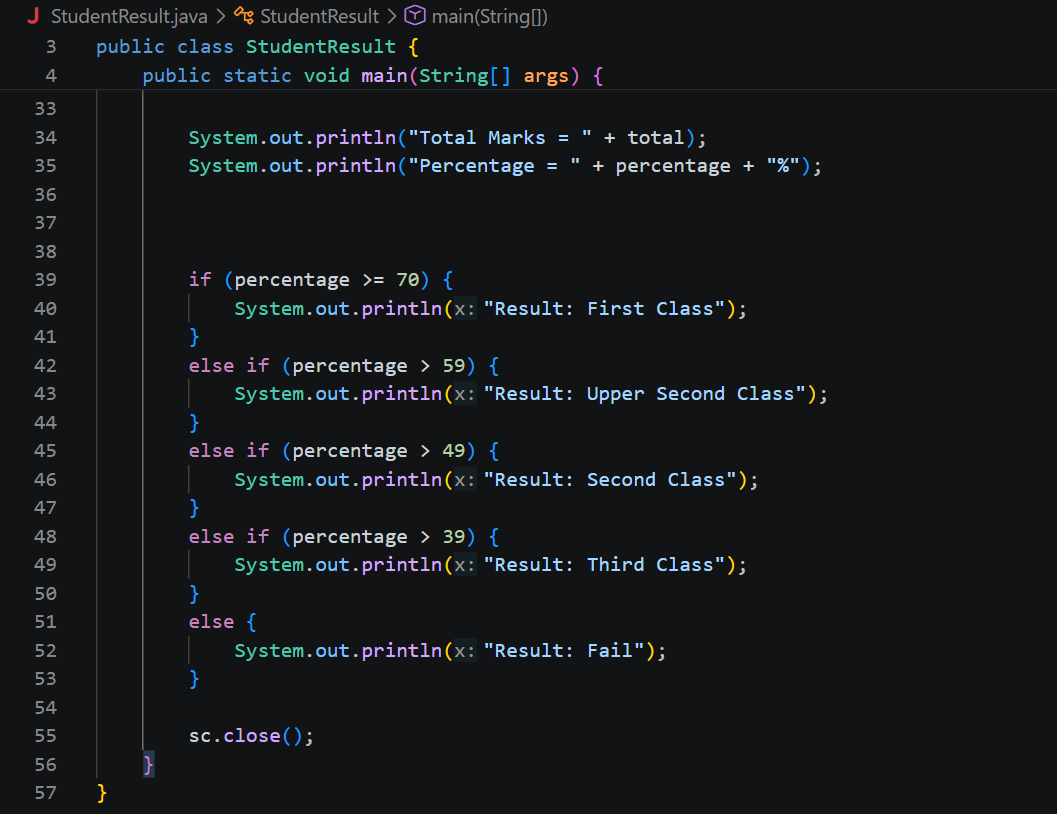 StudentResult.java > StudentResult > main(String[])
3 public class StudentResult {
4 public static void main(String[] args) {
33
34 System.out.println("Total Marks = " + total);
35 System.out.println("Percentage = " + percentage + "%");
36
37
38
39 if (percentage >= 70) {
40 System.out.println(x: "Result: First Class");
41 }
42 else if (percentage > 59) {
43 System.out.println(x: "Result: Upper Second Class");
44 }
45 else if (percentage > 49) {
46 System.out.println(x: "Result: Second Class");
47 }
48 else if (percentage > 39) {
49 System.out.println(x: "Result: Third Class");
50 }
51 else {
52 System.out.println(x: "Result: Fail");
53 }
54
55 sc.close();
56 }
57 }